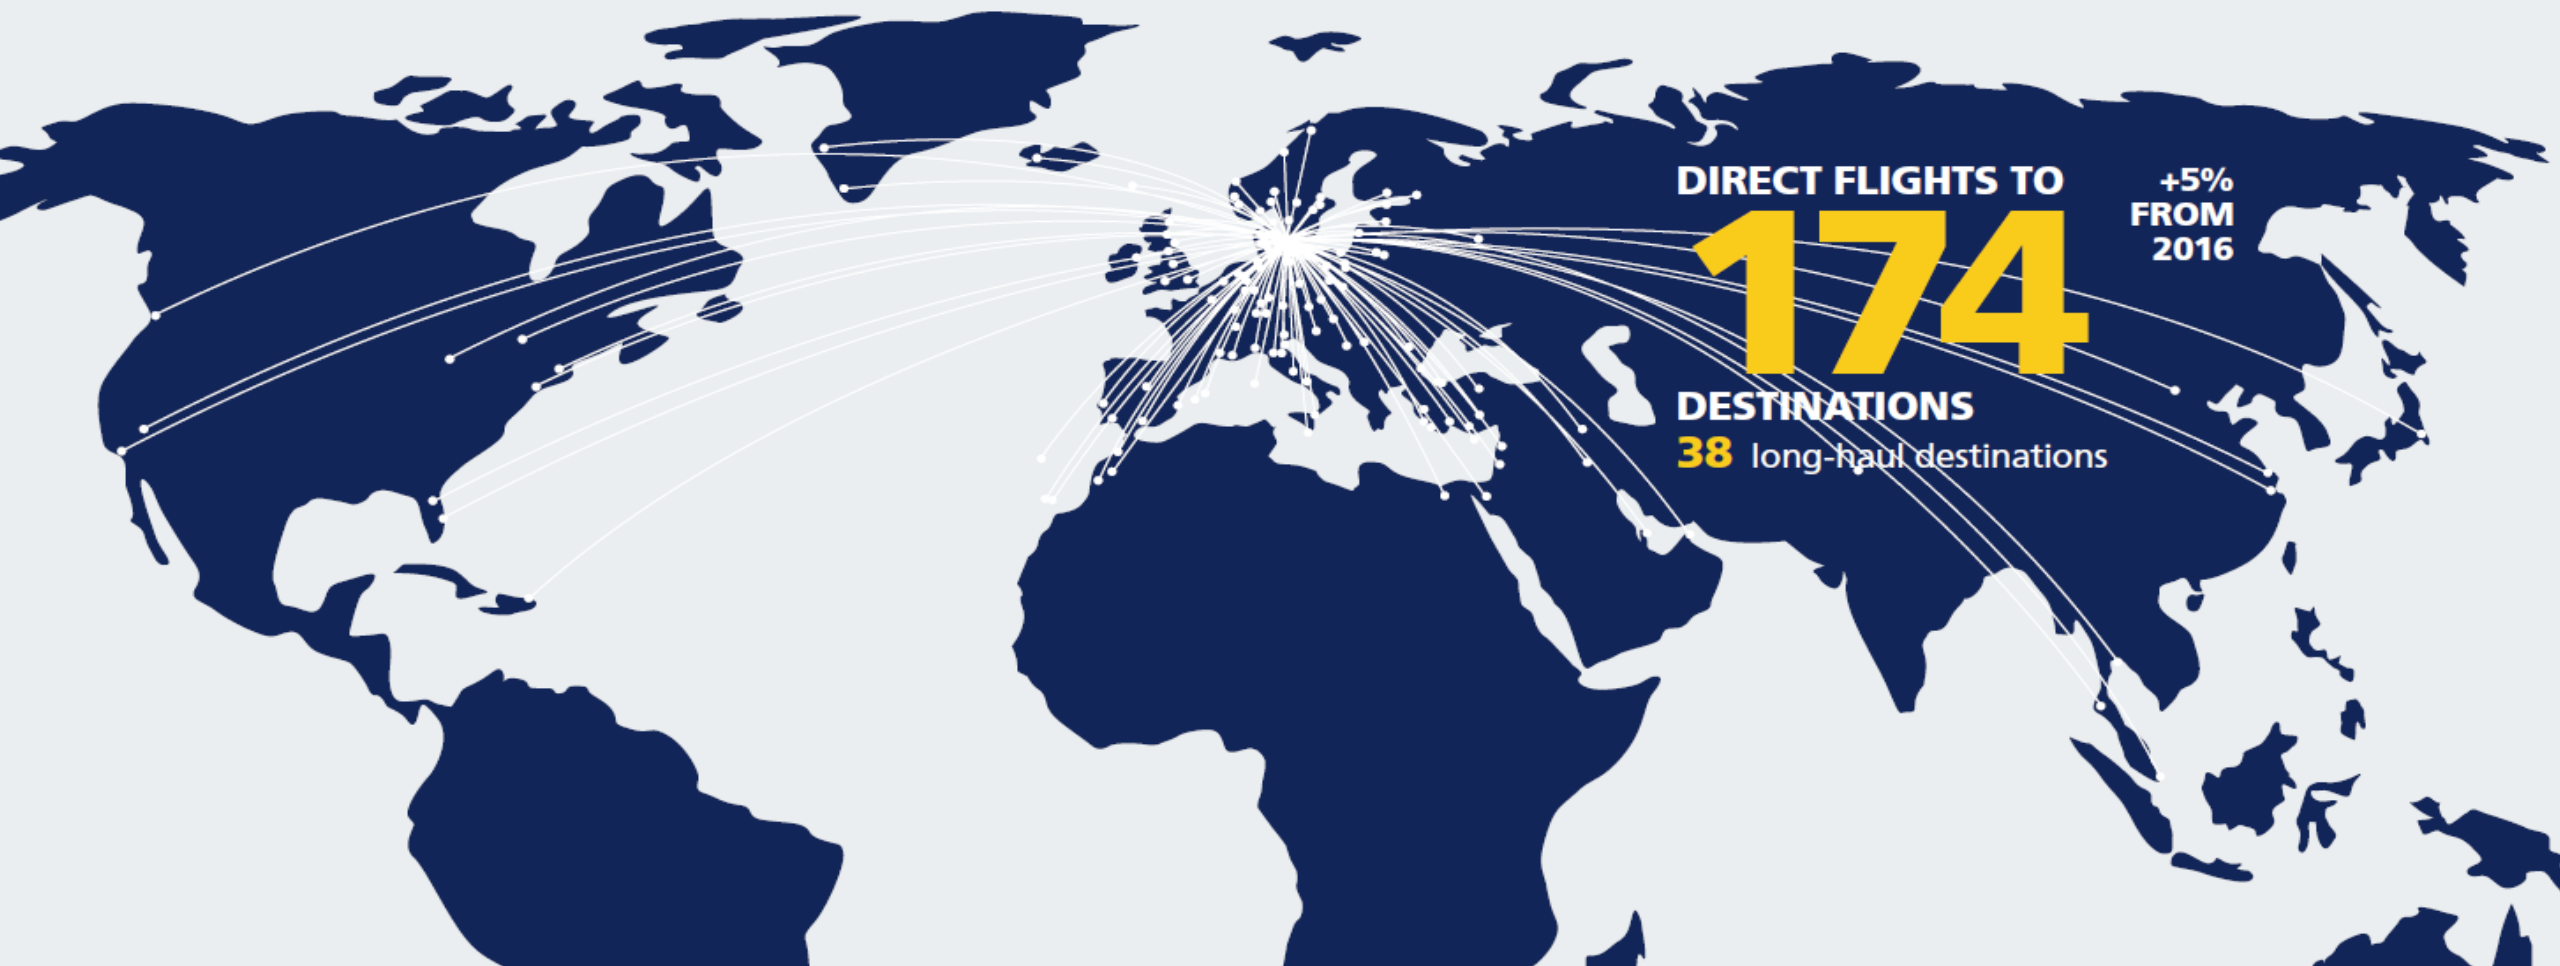 DIRECT FLIGHTS TO
174
DESTINATIONS
38 long-haul destinations
+5%
FROM
2016